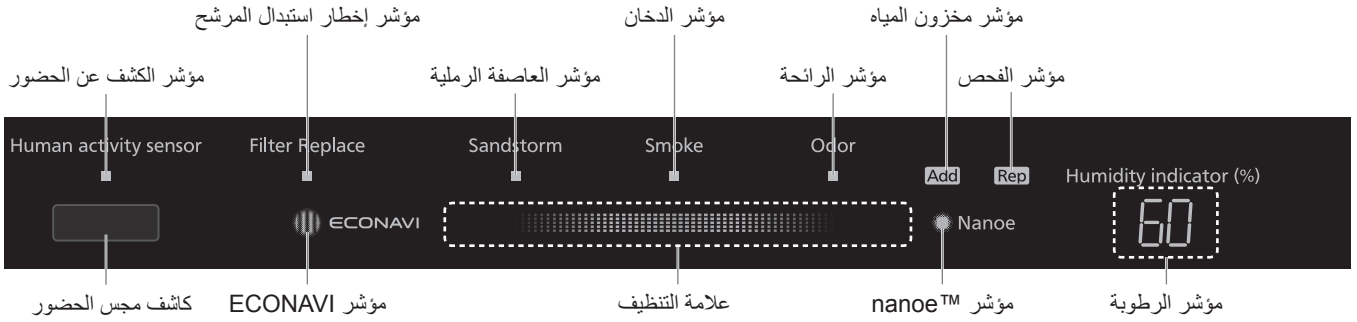 مؤشر إخطار استبدال المرشح
مؤشر الدخان
مؤشر مخزون المياه
مؤشر الكشف عن الحضور
مؤشر العاصفة الرملية
مؤشر الرائحة
مؤشر الفحص
Human activity sensor
Filter Replace
Sandstorm
Smoke
Odor
Add
Rep
Humidity indicator (%)
ECONAVI
Nanoe
60
كاشف مجس الحضور
مؤشر ECONAVI
علامة التنظيف
مؤشر nanoe™
مؤشر الرطوبة